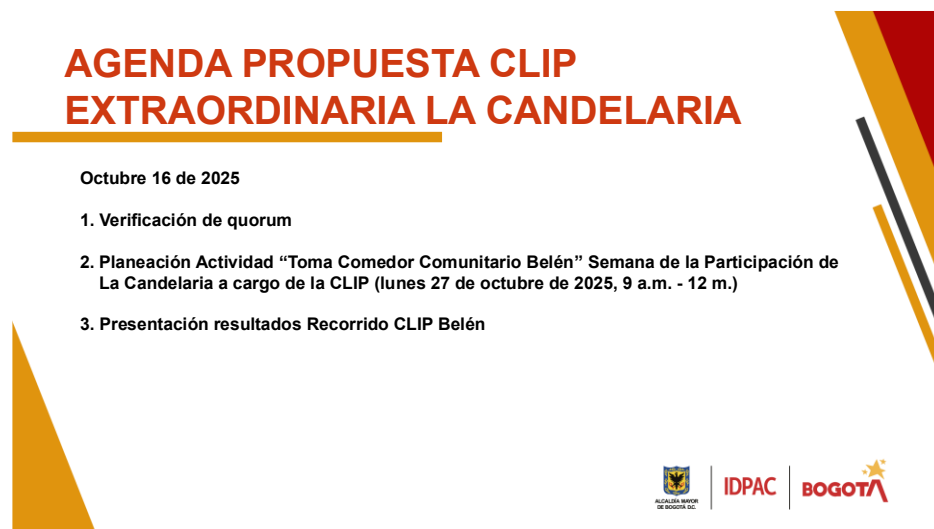 AGENDA PROPUESTA CLIP
EXTRAORDINARIA LA CANDELARIA
Octubre 16 de 2025
1. Verificación de quorum
2. Planeación Actividad “Toma Comedor Comunitario Belén” Semana de la Participación de
La Candelaria a cargo de la CLIP (lunes 27 de octubre de 2025, 9 a.m. - 12 m.)
3. Presentación resultados Recorrido CLIP Belén
ALCALDÍA MAYOR
DE BOGOTÁ D.C.
IDPAC
BOGOTÁ